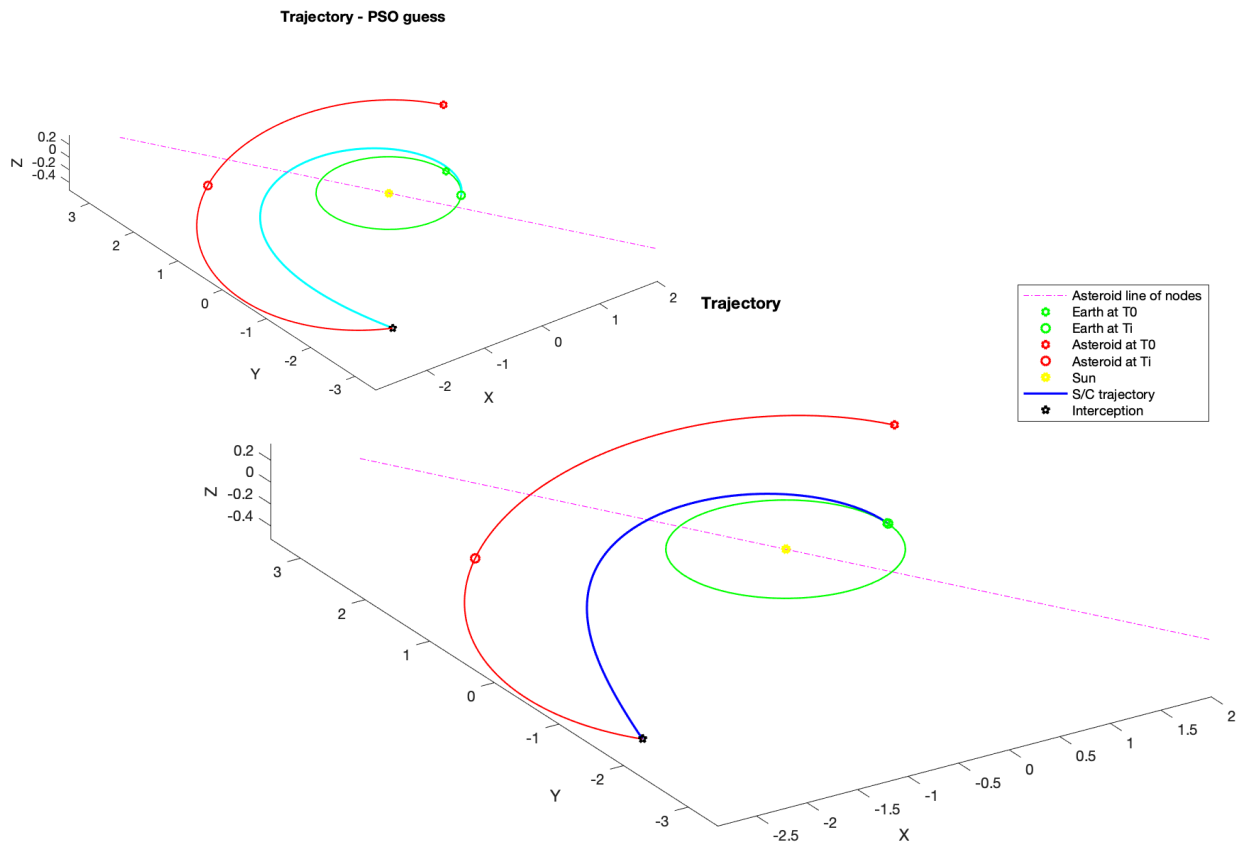 Trajectory - PSO guess
0.2
0
-0.2
-0.4
Z
3
2
1
0
-1
-2
-3
Y
-2
-1
0
1
2
X
Trajectory
Asteroid line of nodes
Earth at T0
Earth at Ti
Asteroid at T0
Asteroid at Ti
Sun
S/C trajectory
Interception
0.2
0
-0.2
-0.4
Z
3
2
1
0
-1
-2
-3
Y
-2.5
-2
-1.5
-1
-0.5
0
0.5
1
1.5
2
X